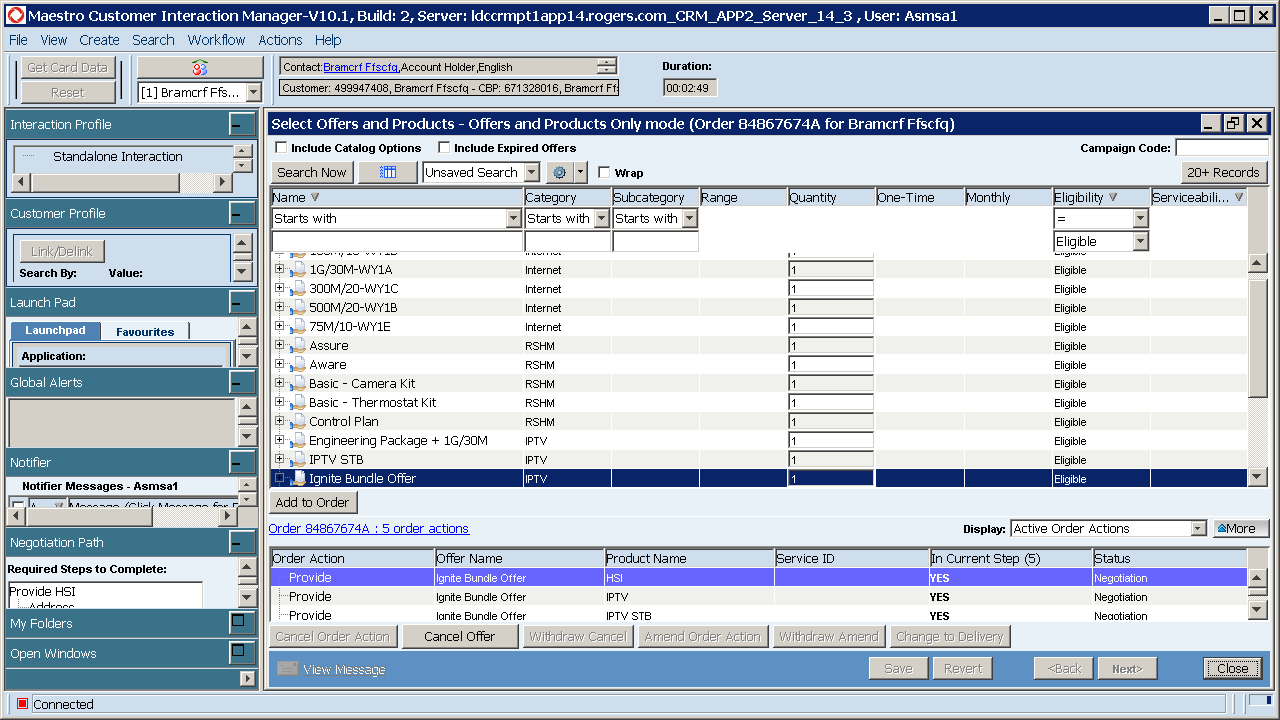 Maestro Customer Interaction Manager-V10.1, Build: 2, Server: ldccrmpt1app14.rogers.com_CRM_APP2_Server_14_3 , User: Asmsa1
File View Create Search Workflow Actions Help
Get Card Data
Reset
[1] Bramcrf Ffs...
Contact:Bramcrf Ffscfq,Account Holder,English
Customer: 499947408, Bramcrf Ffscfq - CBP: 671328016, Bramcrf Ff
Duration:
00:02:49
Interaction Profile
Standalone Interaction
Customer Profile
Link/Delink
Search By: Value:
Launch Pad
Launchpad Favourites
Application:
Global Alerts
Notifier
Notifier Messages - Asmsa1
Negotiation Path
Required Steps to Complete:
Provide HSI
Address
My Folders
Open Windows
Select Offers and Products - Offers and Products Only mode (Order 84867674A for Bramcrf Ffscfq)
Include Catalog Options Include Expired Offers Campaign Code:
Search Now Unsaved Search Wrap 20+ Records
Name Category Subcategory Range Quantity One-Time Monthly Eligibility Serviceabili...
Starts with Starts with Starts with =
Eligible
1G/30M-WY1A Internet 1 Eligible
300M/20-WY1C Internet 1 Eligible
500M/20-WY1B Internet 1 Eligible
75M/10-WY1E Internet 1 Eligible
Assure RSHM 1 Eligible
Aware RSHM 1 Eligible
Basic - Camera Kit RSHM 1 Eligible
Basic - Thermostat Kit RSHM 1 Eligible
Control Plan RSHM 1 Eligible
Engineering Package + 1G/30M IPTV 1 Eligible
IPTV STB IPTV 1 Eligible
Ignite Bundle Offer IPTV 1 Eligible
Add to Order
Order 84867674A : 5 order actions Display: Active Order Actions More
Order Action Offer Name Product Name Service ID In Current Step (5) Status
Provide Ignite Bundle Offer HSI YES Negotiation
Provide Ignite Bundle Offer IPTV YES Negotiation
Provide Ignite Bundle Offer IPTV STB YES Negotiation
Cancel Order Action Cancel Offer Withdraw Cancel Amend Order Action Withdraw Amend Change to Delivery
View Message Save Revert <Back Next> Close
Connected